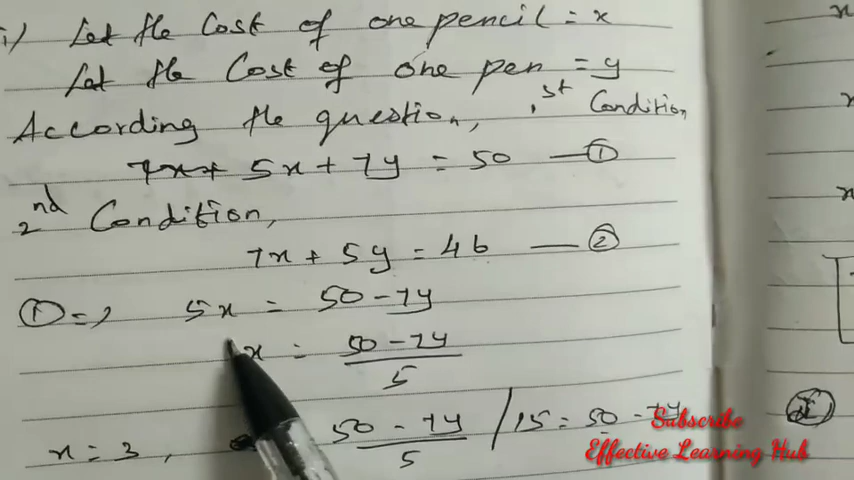 i) Let the Cost of one pencil = x
Let the Cost of one pen = y
According the question, 1st Condition
5x + 7y = 50 — ①
2nd Condition,
7x + 5y = 46 — ②
① ⇒ 5x = 50 - 7y
x = 50 - 7y / 5
x = 3, 50 - 7y / 5 / 15 = 50 - 7y
Subscribe
Effective Learning Hub